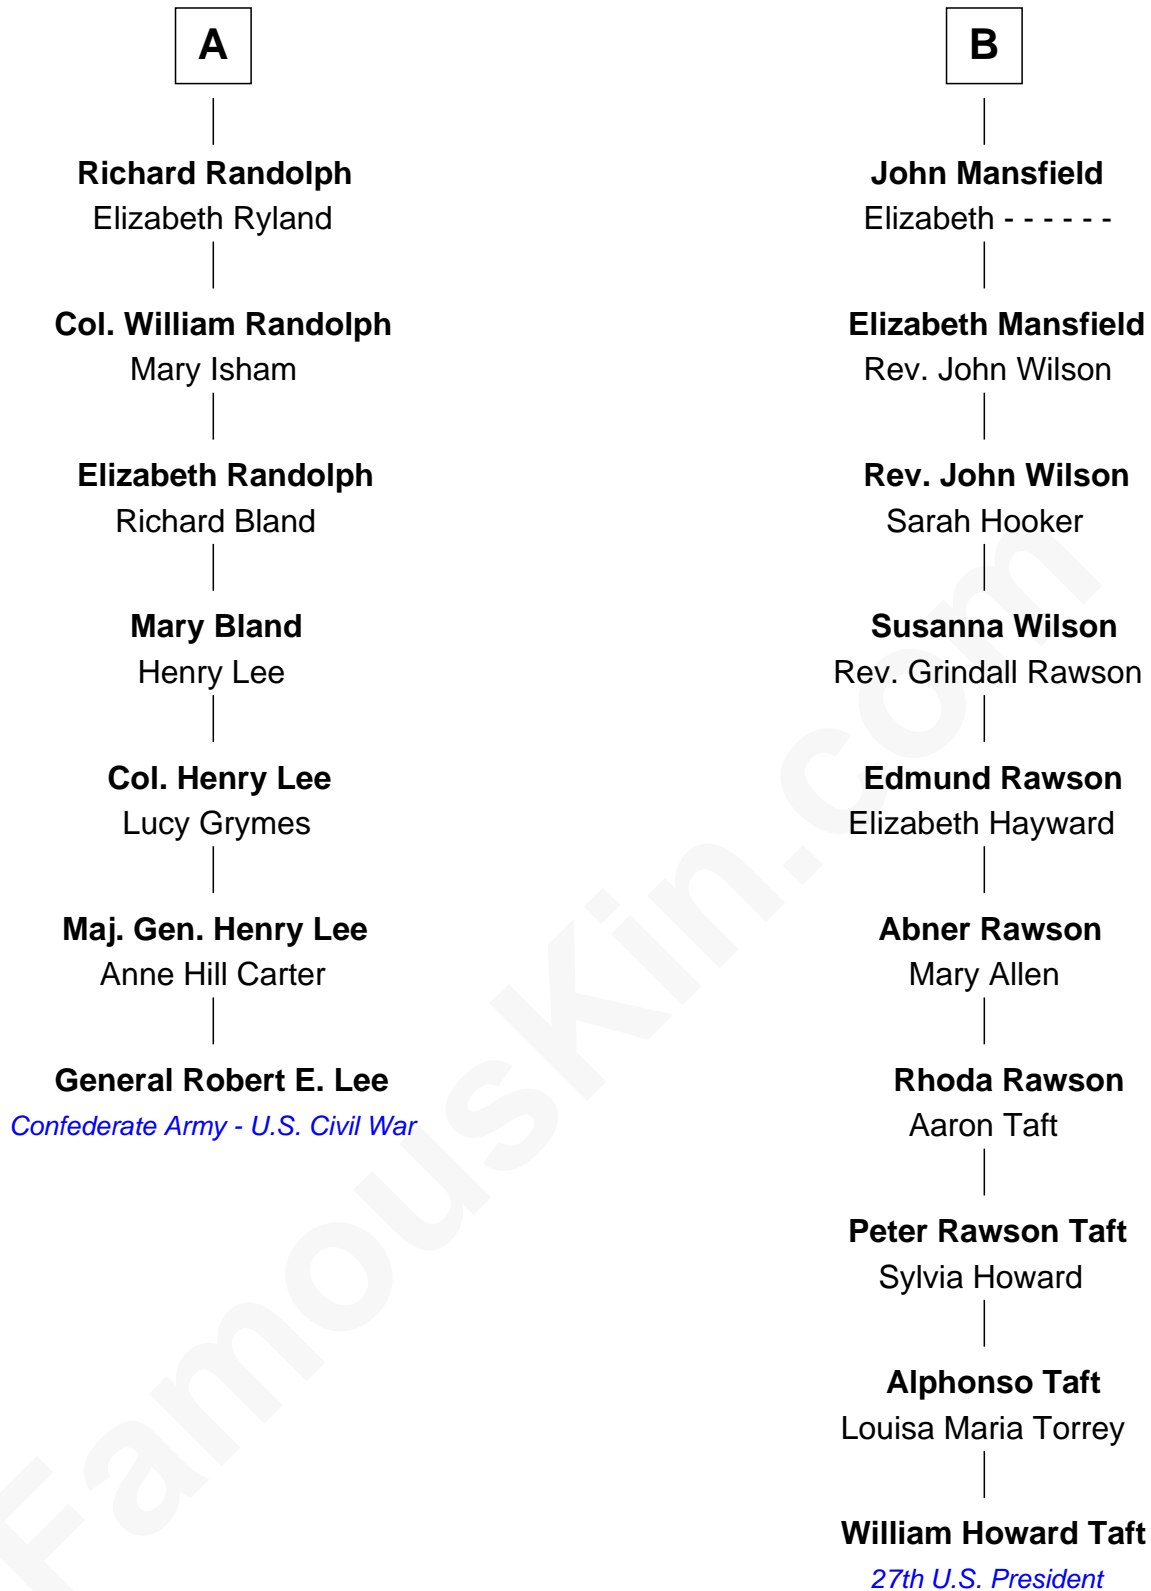 A
Richard Randolph
Elizabeth Ryland
Col. William Randolph
Mary Isham
Elizabeth Randolph
Richard Bland
Mary Bland
Henry Lee
Col. Henry Lee
Lucy Grymes
Maj. Gen. Henry Lee
Anne Hill Carter
General Robert E. Lee
Confederate Army - U.S. Civil War
B
John Mansfield
Elizabeth - - - - - -
Elizabeth Mansfield
Rev. John Wilson
Rev. John Wilson
Sarah Hooker
Susanna Wilson
Rev. Grindall Rawson
Edmund Rawson
Elizabeth Hayward
Abner Rawson
Mary Allen
Rhoda Rawson
Aaron Taft
Peter Rawson Taft
Sylvia Howard
Alphonso Taft
Louisa Maria Torrey
William Howard Taft
27th U.S. President
FamousKin.com